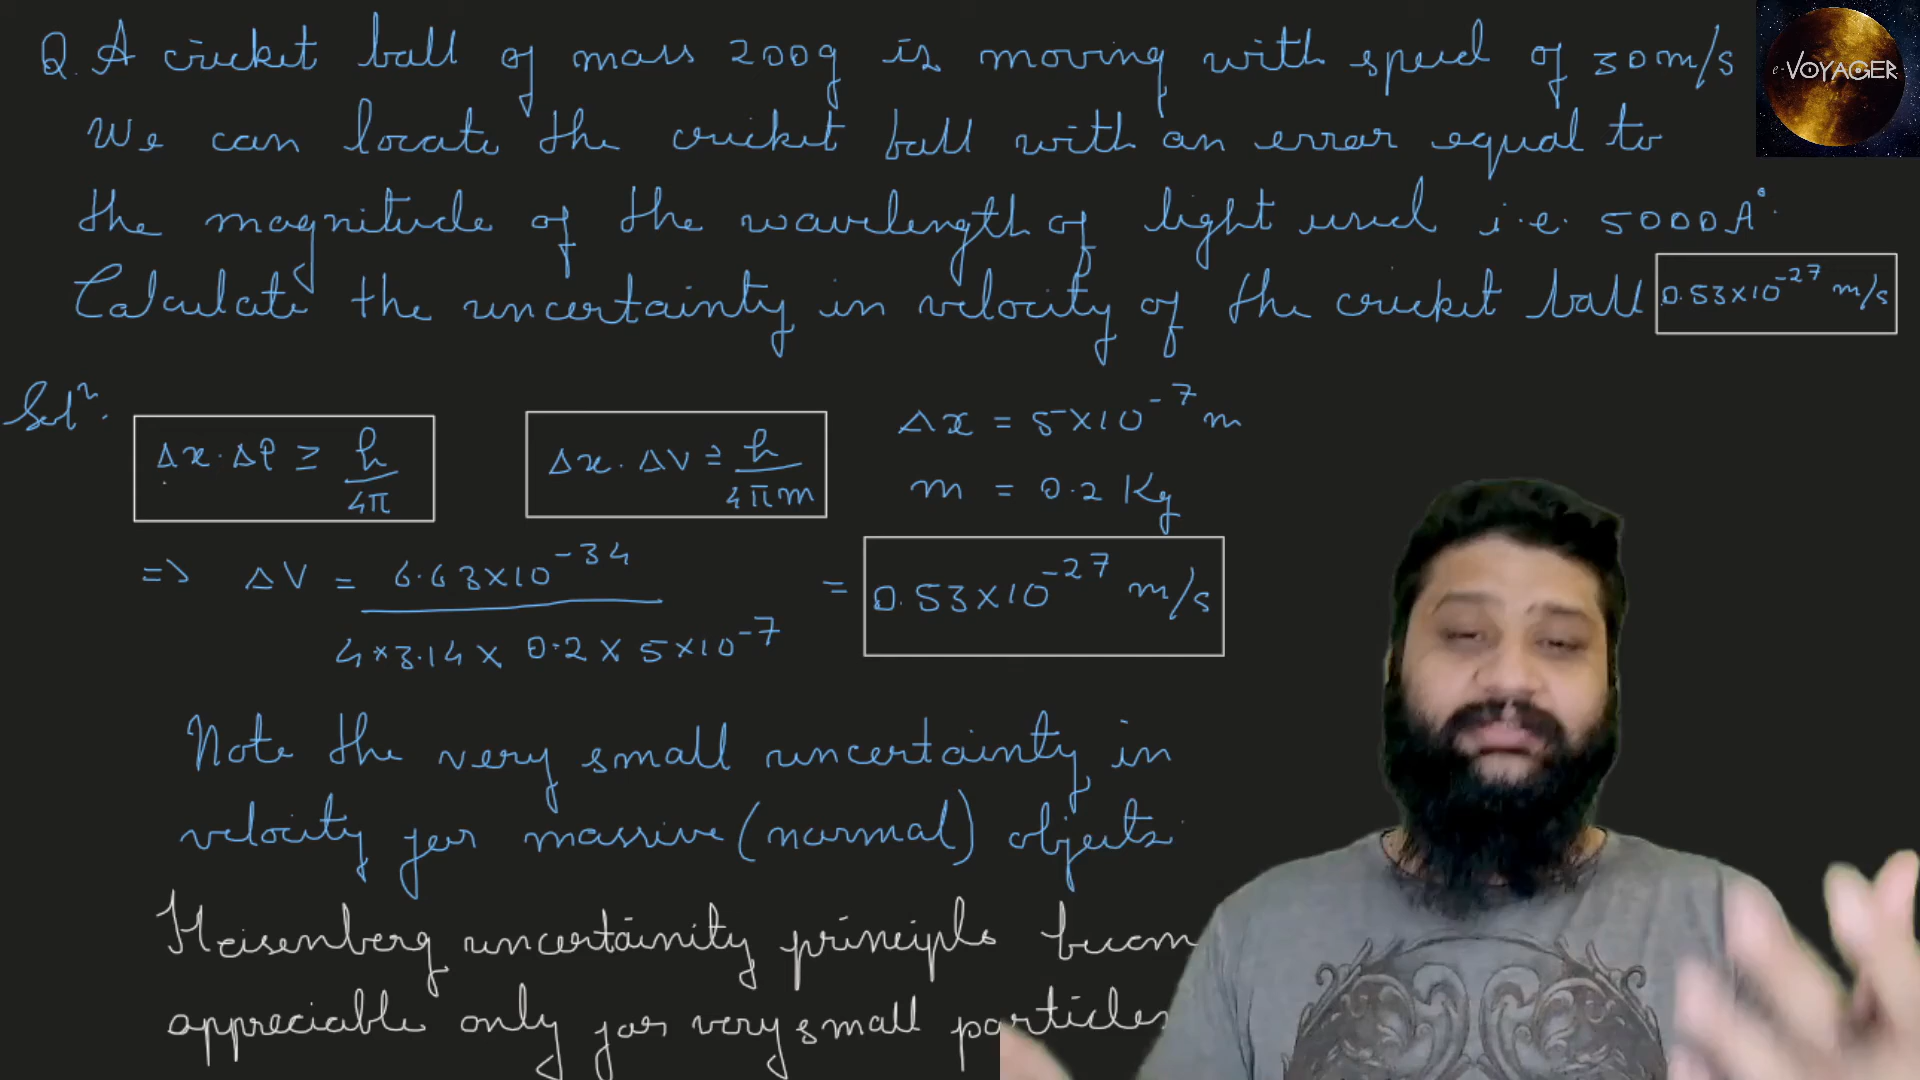 Q. A cricket ball of mass 200g is moving with speed of 30m/s
e-VOYAGER
We can locate the cricket ball with an error equal to
the magnitude of the wavelength of light used i.e. 5000A°.
Calculate the uncertainty in velocity of the cricket ball 0.53×10⁻²⁷ m/s
Solⁿ.
Δx·ΔP ≥ h/4π
Δx·ΔV ≥ h/4πm
Δx = 5×10⁻⁷ m
m = 0.2 Kg
=> ΔV = 6.63×10⁻³⁴ / 4×3.14× 0.2× 5×10⁻⁷ = 0.53×10⁻²⁷ m/s
Note the very small uncertainty in
velocity for massive (normal) objects
Heisenberg uncertainity principle becom
appreciable only for very small particles